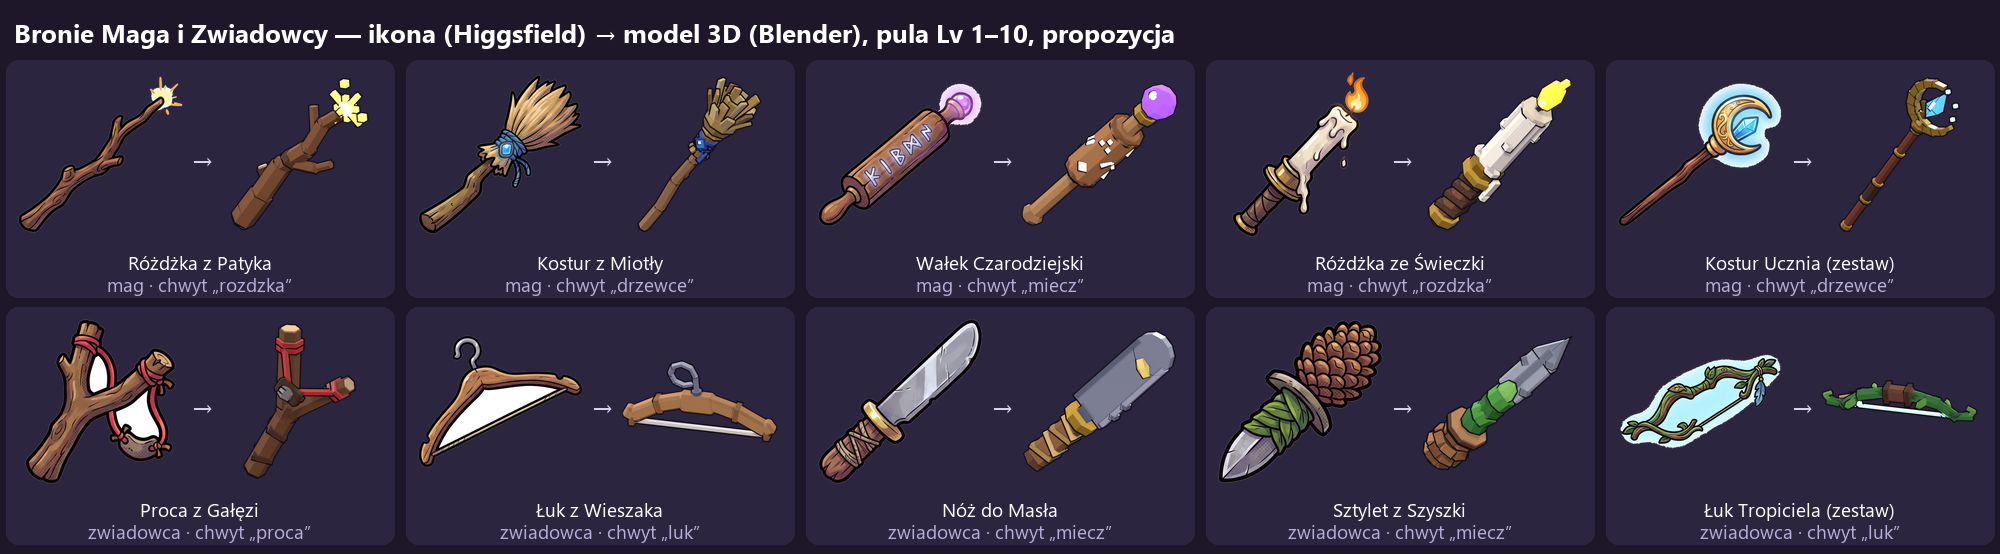 Bronie Maga i Zwiadowcy — ikona (Higgsfield) → model 3D (Blender), pula Lv 1–10, propozycja
→
→
→
→
→
Różdżka z Patyka
mag · chwyt „rozdzka”
Kostur z Miotły
mag · chwyt „drzewce”
Wałek Czarodziejski
mag · chwyt „miecz”
Różdżka ze Świeczki
mag · chwyt „rozdzka”
Kostur Ucznia (zestaw)
mag · chwyt „drzewce”
→
→
→
→
→
Proca z Gałęzi
zwiadowca · chwyt „proca”
Łuk z Wieszaka
zwiadowca · chwyt „luk”
Nóż do Masła
zwiadowca · chwyt „miecz”
Sztylet z Szyszki
zwiadowca · chwyt „miecz”
Łuk Tropiciela (zestaw)
zwiadowca · chwyt „luk”